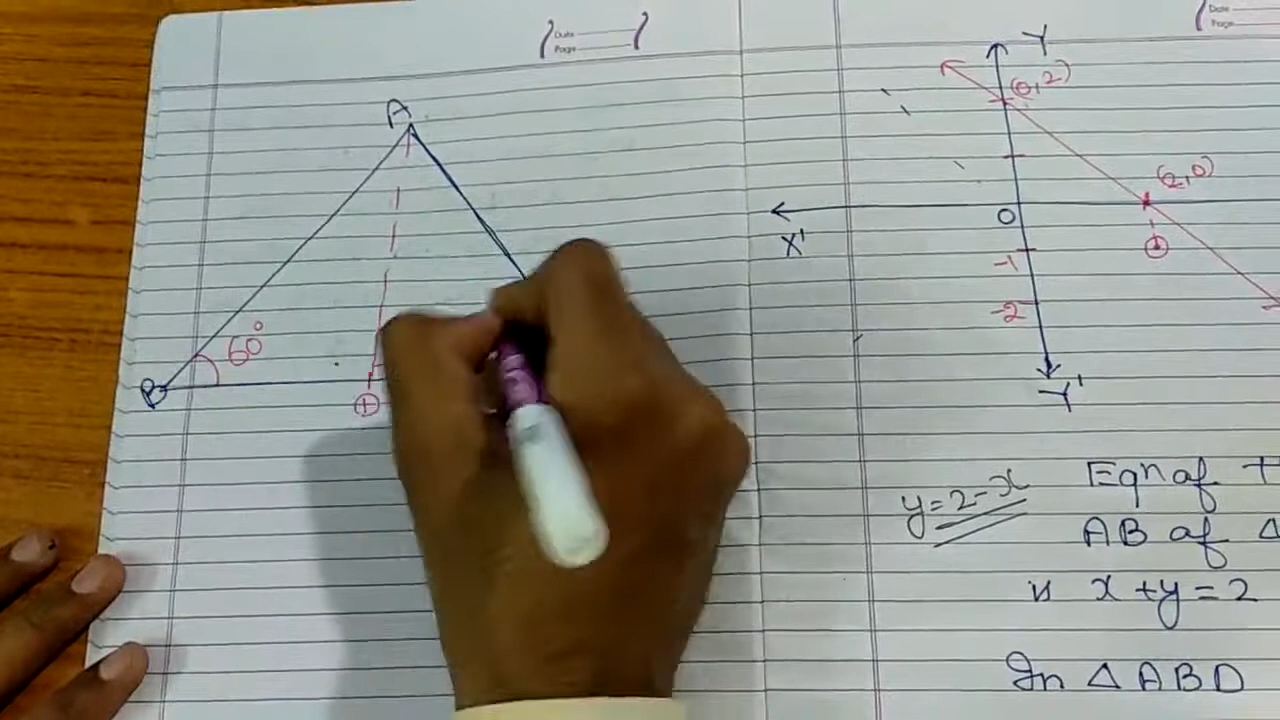 Date
Page
A
60°
B
Date
Page
Y
(0,2)
(2,0)
X'
0
-1
-2
Y'
y=2-x
Eqn of
AB of Δ
is x+y=2
In ΔABD